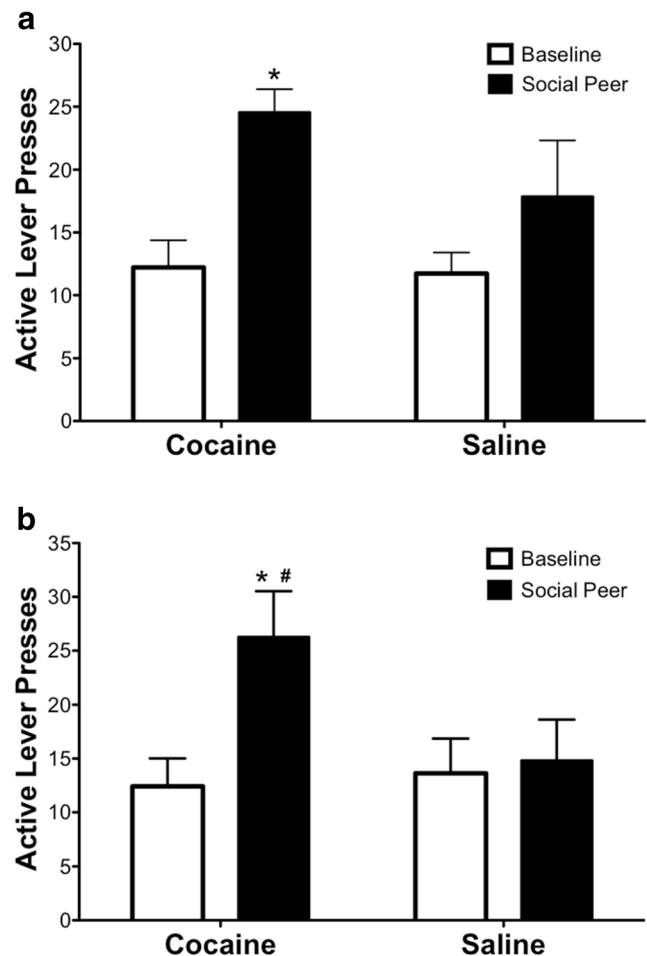 a
30
25
20
15
10
5
0
Active Lever Presses
*
Baseline
Social Peer
Cocaine
Saline
b
35
30
25
20
15
10
5
0
Active Lever Presses
* #
Baseline
Social Peer
Cocaine
Saline